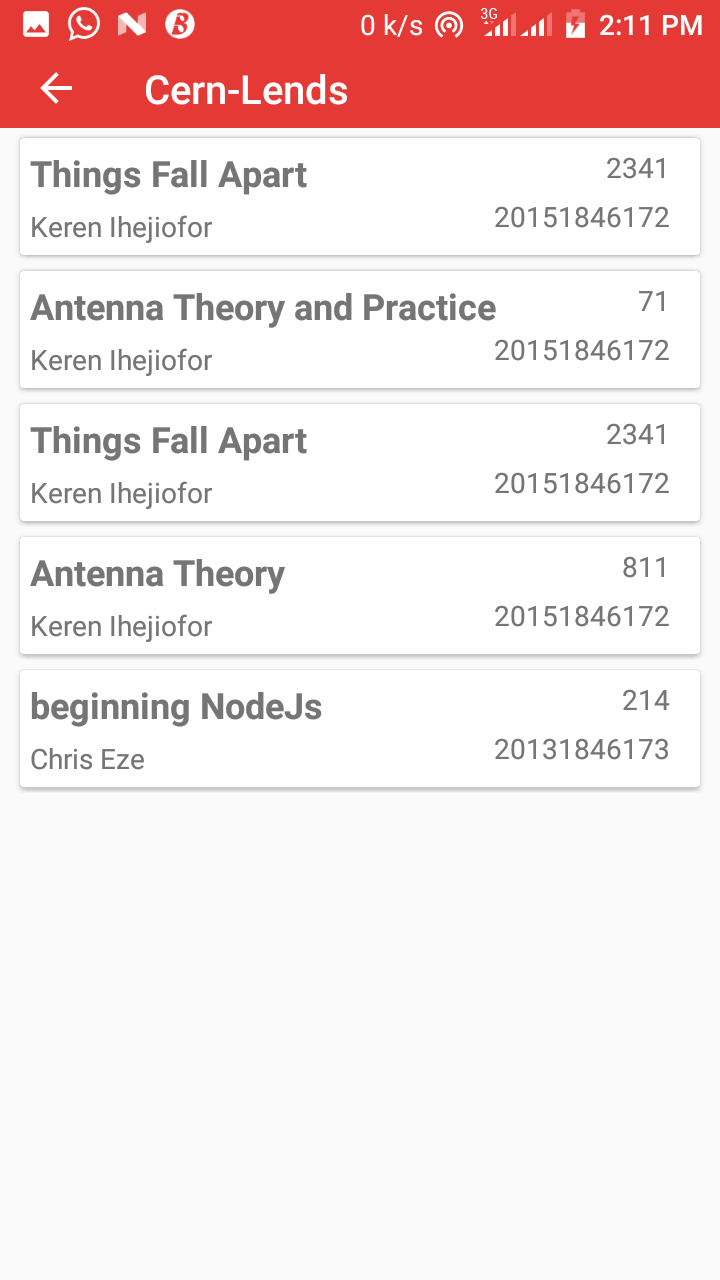 0 k/s 3G 2:11 PM
Cern-Lends
Things Fall Apart 2341
Keren Ihejiofor 20151846172
Antenna Theory and Practice 71
Keren Ihejiofor 20151846172
Things Fall Apart 2341
Keren Ihejiofor 20151846172
Antenna Theory 811
Keren Ihejiofor 20151846172
beginning NodeJs 214
Chris Eze 20131846173